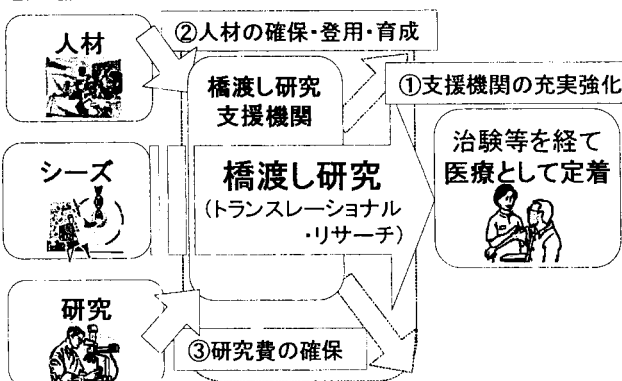 人材
②人材の確保・登用・育成
橋渡し研究
支援機関
①支援機関の充実強化
シーズ
橋渡し研究
(トランスレーショナル
・リサーチ)
治験等を経て
医療として定着
研究
③研究費の確保